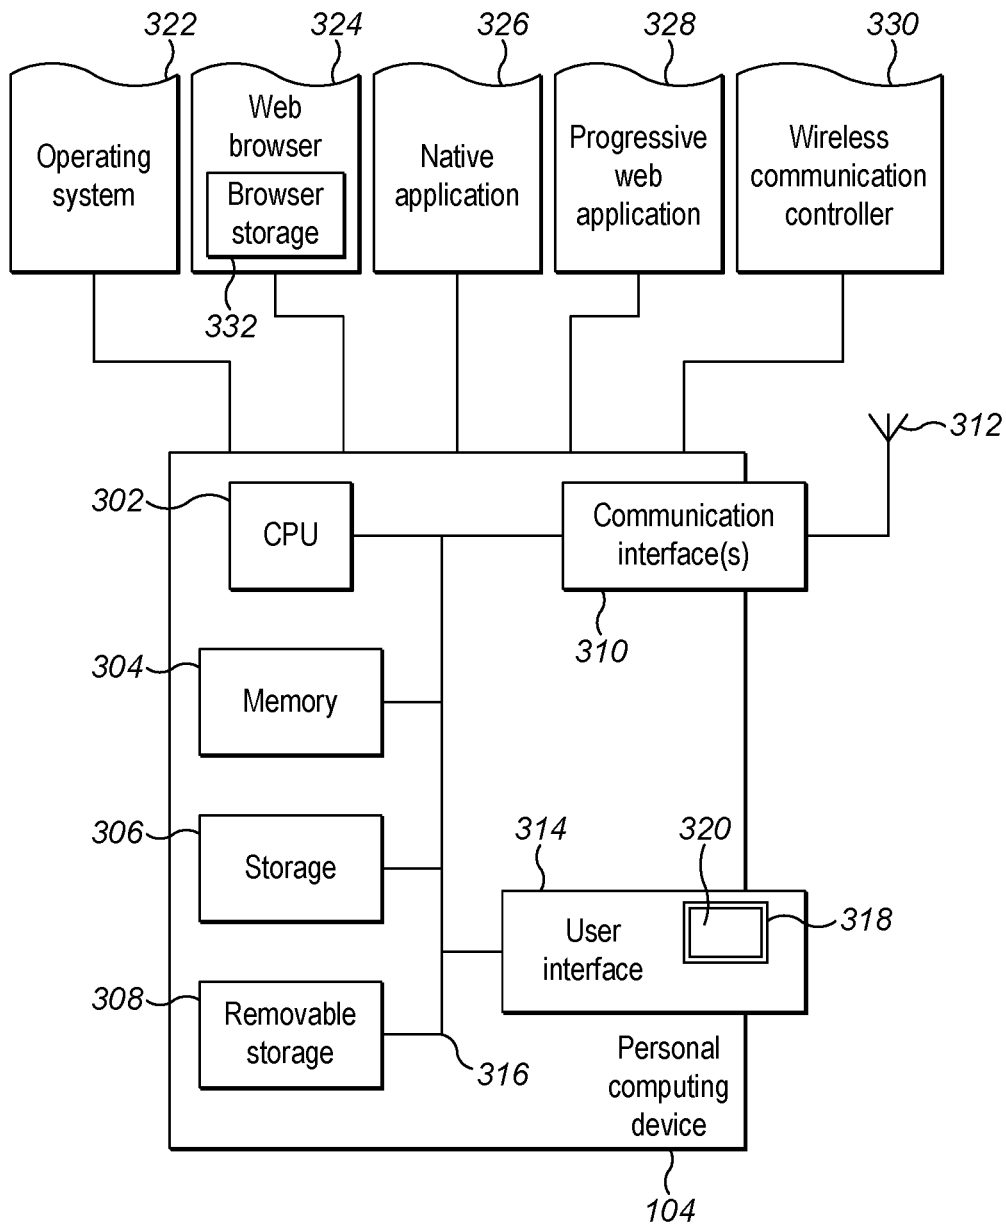 322
324
326
328
330
Operating
system
Web
browser
Browser
storage
332
Native
application
Progressive
web
application
Wireless
communication
controller
312
302
CPU
Communication
interface(s)
310
304
Memory
306
Storage
314
320
318
User
interface
308
Removable
storage
316
Personal
computing
device
104